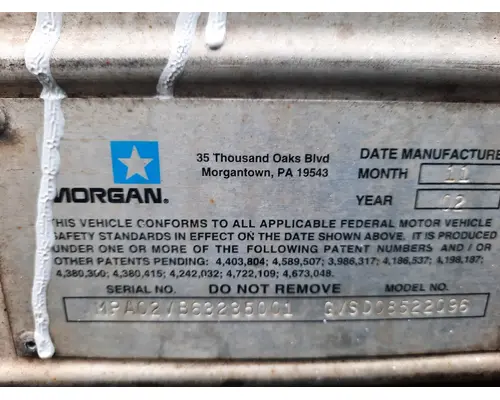 MORGAN.
35 Thousand Oaks Blvd
Morgantown, PA 19543
DATE MANUFACTURE
MONTH 11
YEAR 02
THIS VEHICLE CONFORMS TO ALL APPLICABLE FEDERAL MOTOR VEHICLE
SAFETY STANDARDS IN EFFECT ON THE DATE SHOWN ABOVE. IT IS PRODUCED
UNDER ONE OR MORE OF THE FOLLOWING PATENT NUMBERS AND / OR
OTHER PATENTS PENDING: 4,403,804; 4,589,507; 3,986,317; 4,186,537; 4,198,187;
4,380,300; 4,380,415; 4,242,032; 4,722,109; 4,673,048.
SERIAL NO. DO NOT REMOVE MODEL NO.
GVSD08522096